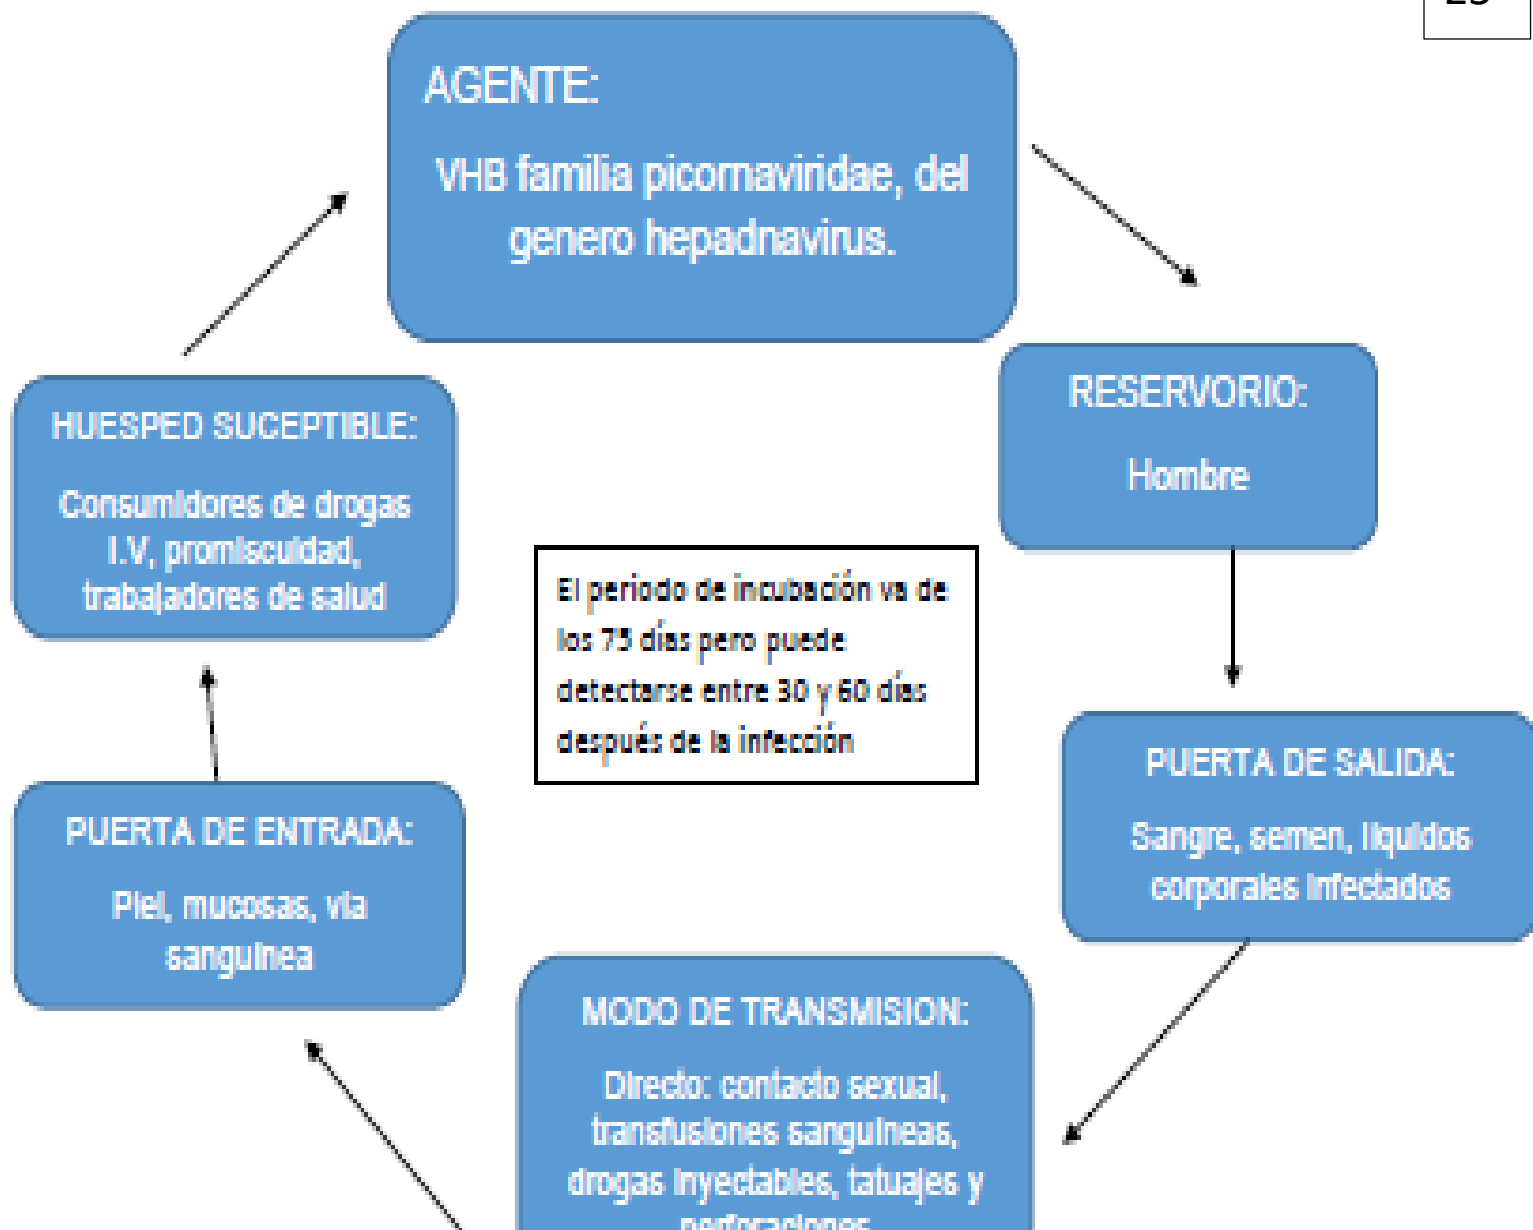 AGENTE:
VHB familia picornaviridae, del
genero hepadnavirus.
RESERVORIO:
Hombre
PUERTA DE SALIDA:
Sangre, semen, liquidos
corporales infectados
MODO DE TRANSMISION:
Directo: contacto sexual,
transfusiones sanguineas,
drogas inyectables, tatuajes y
perforaciones
PUERTA DE ENTRADA:
Piel, mucosas, via
sanguinea
HUESPED SUCEPTIBLE:
Consumidores de drogas
I.V, promiscuidad,
trabajadores de salud
El periodo de incubación va de
los 75 días pero puede
detectarse entre 30 y 60 días
después de la infección